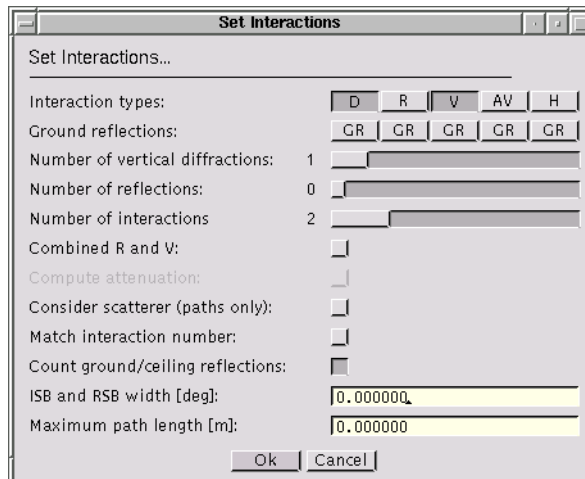 Set Interactions
Set Interactions...
Interaction types: D R V AV H
Ground reflections: GR GR GR GR GR
Number of vertical diffractions: 1
Number of reflections: 0
Number of interactions 2
Combined R and V:
Compute attenuation:
Consider scatterer (paths only):
Match interaction number:
Count ground/ceiling reflections:
ISB and RSB width [deg]: 0.000000
Maximum path length [m]: 0.000000
Ok Cancel